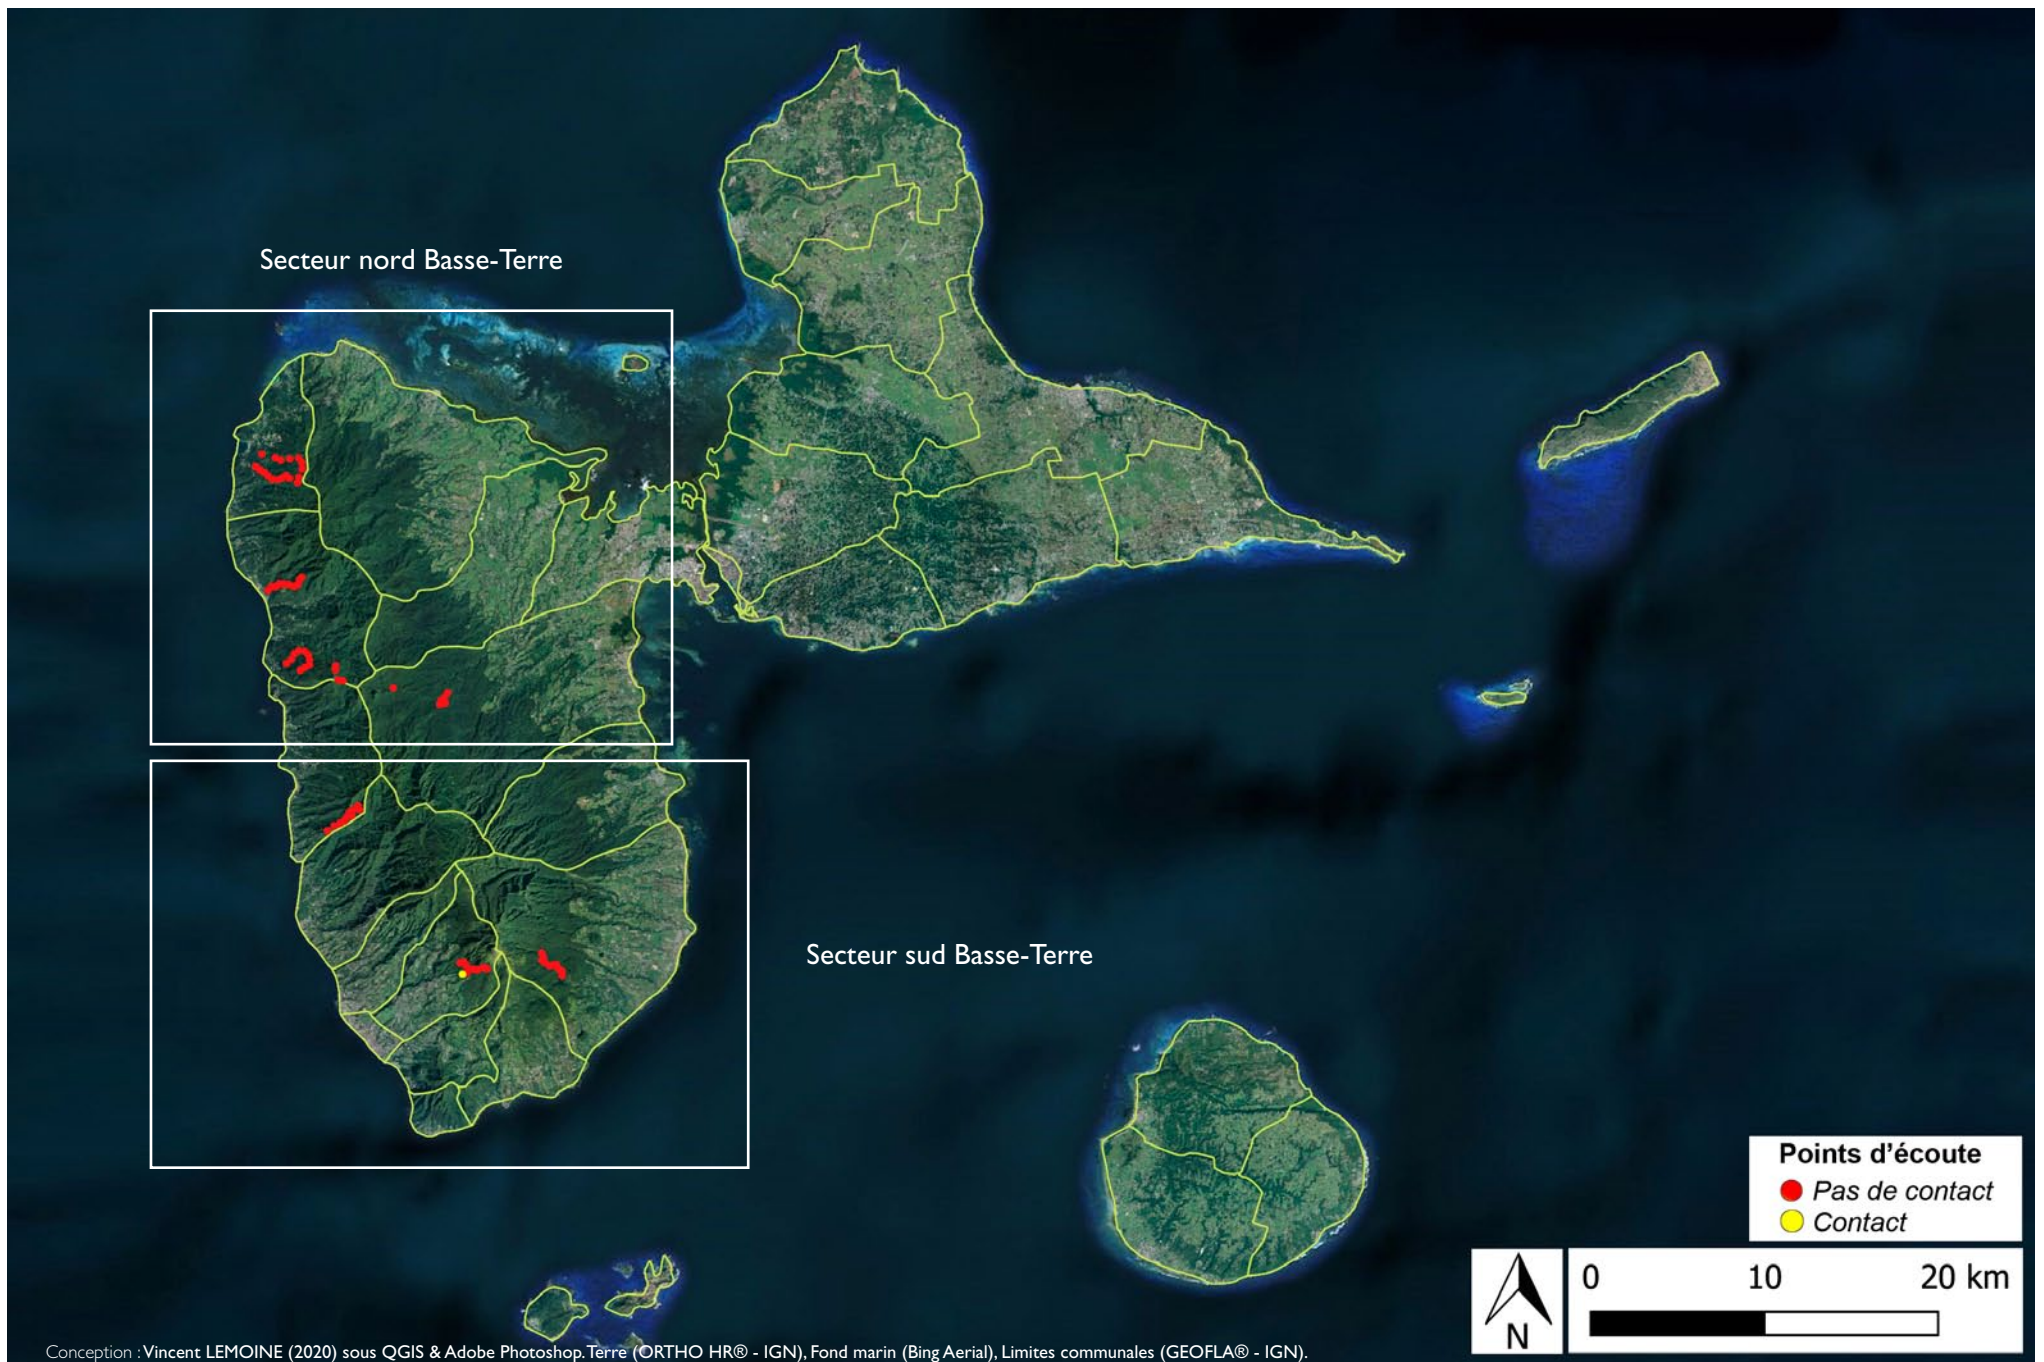 Secteur nord Basse-Terre
Secteur sud Basse-Terre
Points d'écoute
Pas de contact
Contact
0 10 20 km
N
Conception : Vincent LEMOINE (2020) sous QGIS & Adobe Photoshop. Terre (ORTHO HR® - IGN), Fond marin (Bing Aerial), Limites communales (GEOFLA® - IGN).